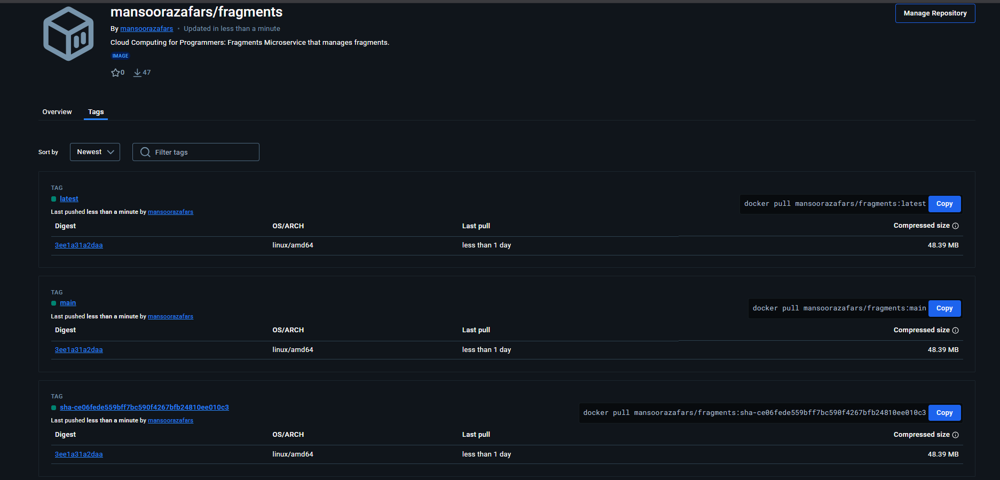 mansoorazafars/fragments
Manage Repository
By mansoorazafars • Updated in less than a minute
Cloud Computing for Programmers: Fragments Microservice that manages fragments.
IMAGE
0 47
Overview Tags
Sort by Newest Filter tags
TAG
latest
docker pull mansoorazafars/fragments:latest Copy
Last pushed less than a minute by mansoorazafars
Digest OS/ARCH Last pull Compressed size
3ee1a31a2daa linux/amd64 less than 1 day 48.39 MB
TAG
main
docker pull mansoorazafars/fragments:main Copy
Last pushed less than a minute by mansoorazafars
Digest OS/ARCH Last pull Compressed size
3ee1a31a2daa linux/amd64 less than 1 day 48.39 MB
TAG
sha-ce06fede559bff7bc590f4267bfb24810ee010c3
docker pull mansoorazafars/fragments:sha-ce06fede559bff7bc590f4267bfb24810ee010c3 Copy
Last pushed less than a minute by mansoorazafars
Digest OS/ARCH Last pull Compressed size
3ee1a31a2daa linux/amd64 less than 1 day 48.39 MB